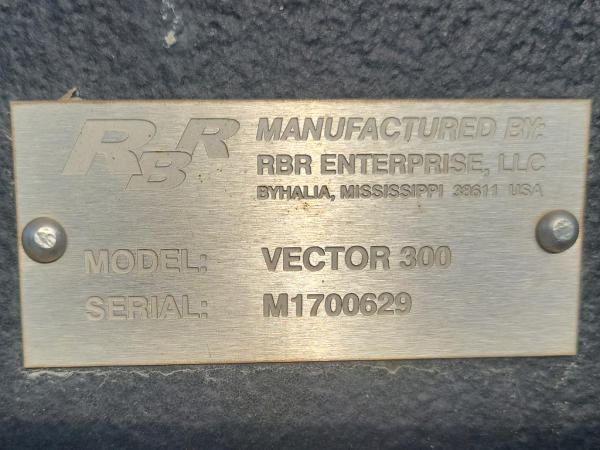 RBR
MANUFACTURED BY:
RBR ENTERPRISE, LLC
BYHALIA, MISSISSIPPI 38611 USA
MODEL: VECTOR 300
SERIAL: M1700629